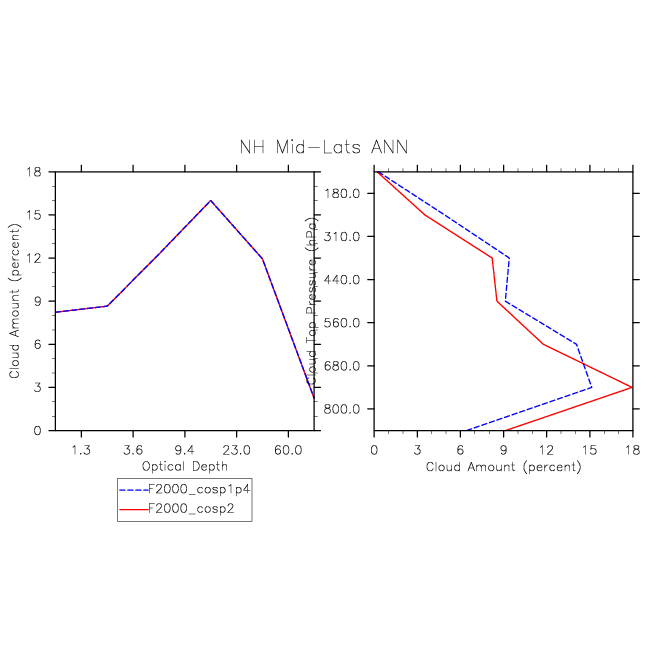 NH Mid-Lats ANN
Cloud Amount (percent)
18
15
12
9
6
3
0
1.3 3.6 9.4 23.0 60.0
Optical Depth
Cloud Top Pressure (hPa)
180.0
310.0
440.0
560.0
680.0
800.0
0 3 6 9 12 15 18
Cloud Amount (percent)
F2000_cosp1p4
F2000_cosp2